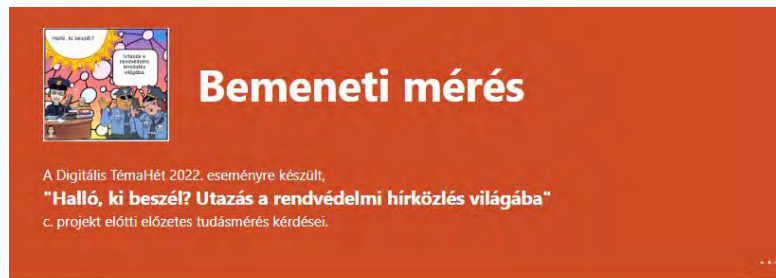 Halló, ki beszél?
Utazás a
rendvédelmi
hírközlés
világába
Bemeneti mérés
A Digitális TémaHét 2022. eseményre készült,
"Halló, ki beszél? Utazás a rendvédelmi hírközlés világába"
c. projekt előtti előzetes tudásmérés kérdései.